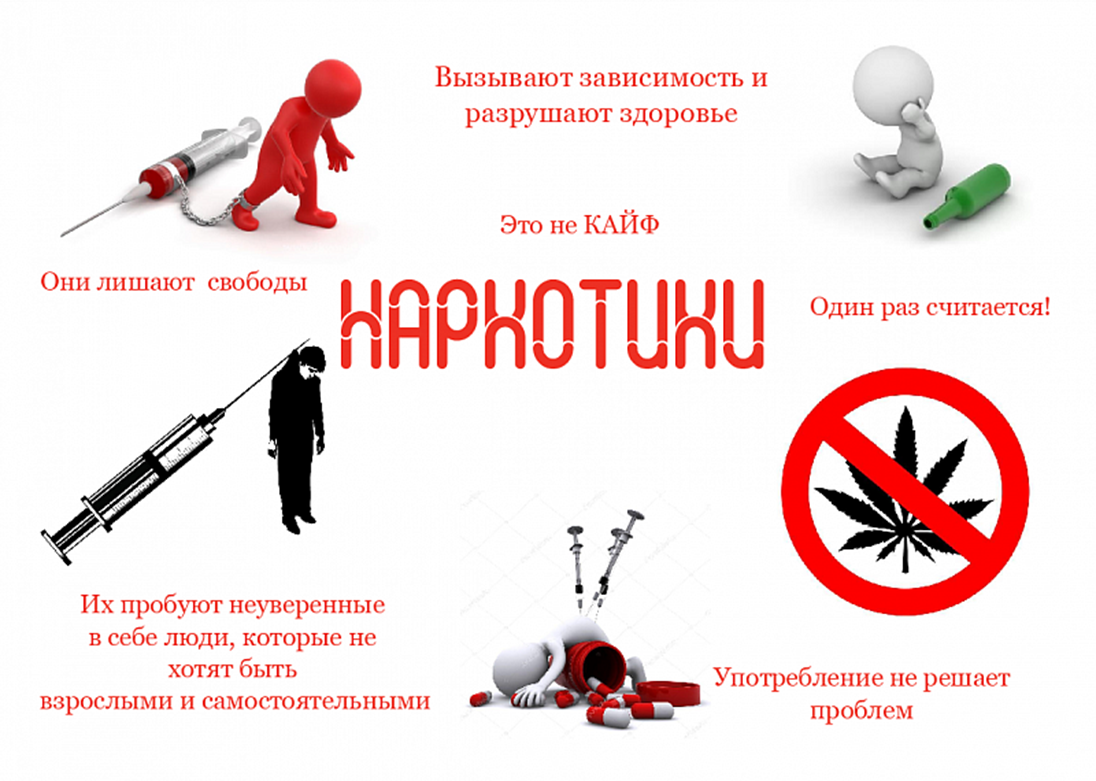 Вызывают зависимость и
разрушают здоровье
Это не КАЙФ
Они лишают свободы
НАРКОТИКИ
Один раз считается!
Их пробуют неуверенные
в себе люди, которые не
хотят быть
взрослыми и самостоятельными
Употребление не решает
проблем